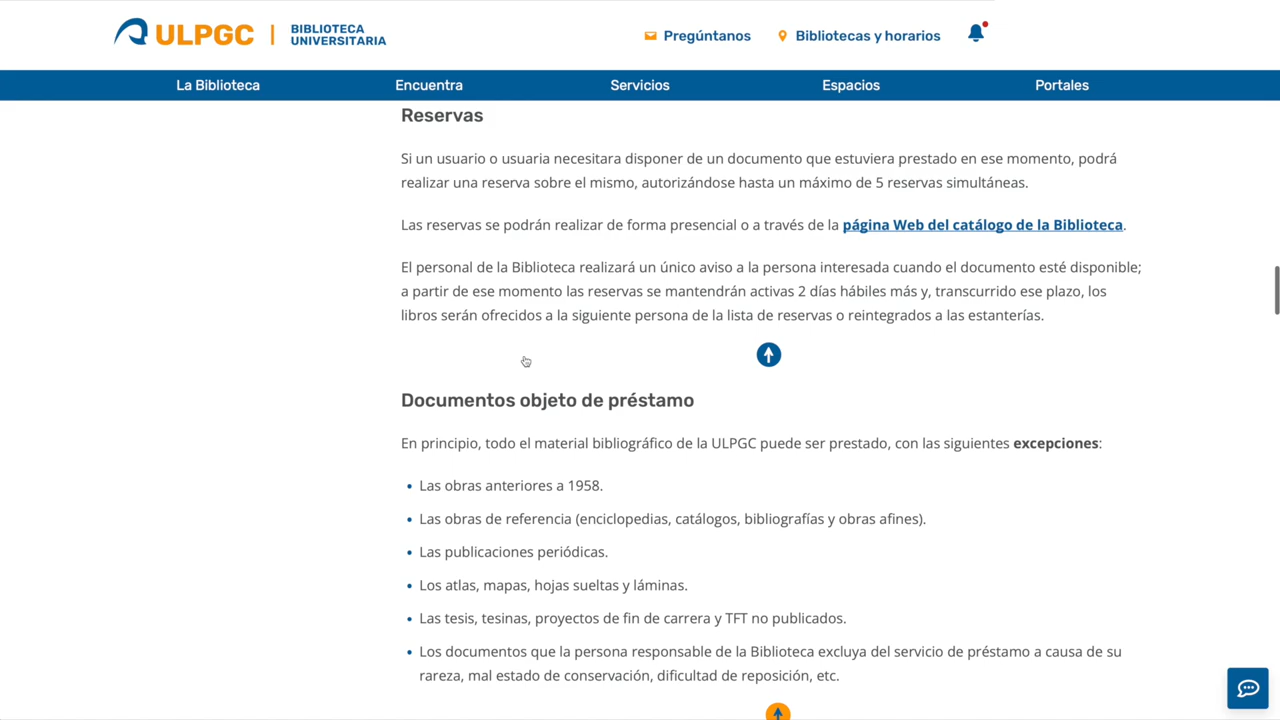 ULPGC
BIBLIOTECA
UNIVERSITARIA
Pregúntanos
Bibliotecas y horarios
La Biblioteca
Encuentra
Servicios
Espacios
Portales
Reservas
Si un usuario o usuaria necesitara disponer de un documento que estuviera prestado en ese momento, podrá
realizar una reserva sobre el mismo, autorizándose hasta un máximo de 5 reservas simultáneas.
Las reservas se podrán realizar de forma presencial o a través de la página Web del catálogo de la Biblioteca.
El personal de la Biblioteca realizará un único aviso a la persona interesada cuando el documento esté disponible;
a partir de ese momento las reservas se mantendrán activas 2 días hábiles más y, transcurrido ese plazo, los
libros serán ofrecidos a la siguiente persona de la lista de reservas o reintegrados a las estanterías.
Documentos objeto de préstamo
En principio, todo el material bibliográfico de la ULPGC puede ser prestado, con las siguientes excepciones:
• Las obras anteriores a 1958.
• Las obras de referencia (enciclopedias, catálogos, bibliografías y obras afines).
• Las publicaciones periódicas.
• Los atlas, mapas, hojas sueltas y láminas.
• Las tesis, tesinas, proyectos de fin de carrera y TFT no publicados.
• Los documentos que la persona responsable de la Biblioteca excluya del servicio de préstamo a causa de su
rareza, mal estado de conservación, dificultad de reposición, etc.